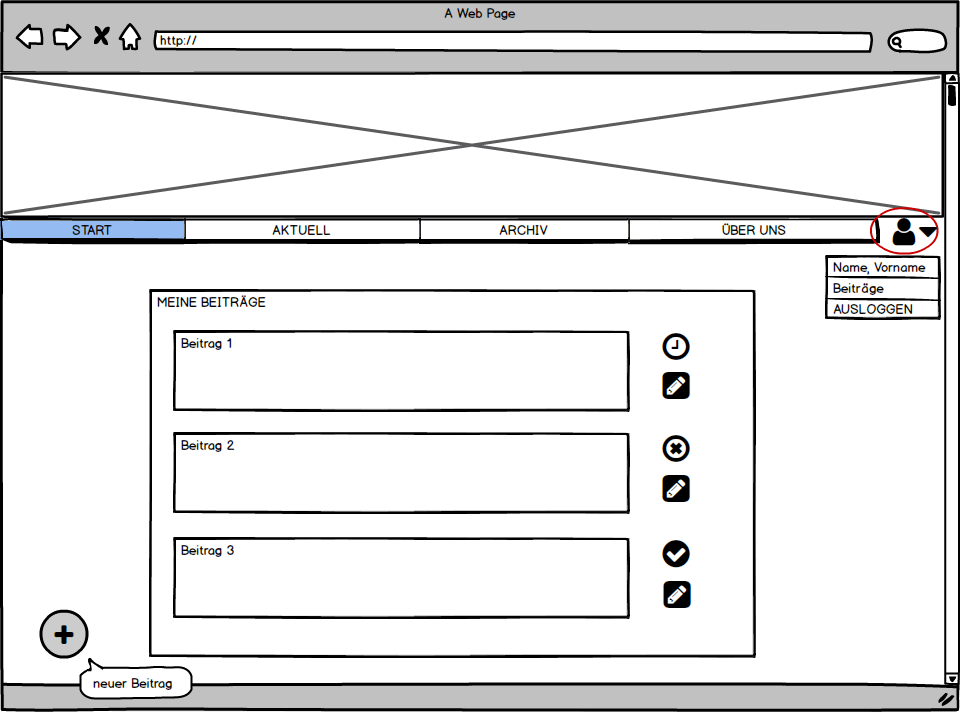 A Web Page
http://
START
AKTUELL
ARCHIV
ÜBER UNS
Name, Vorname
Beiträge
AUSLOGGEN
MEINE BEITRÄGE
Beitrag 1
Beitrag 2
Beitrag 3
neuer Beitrag